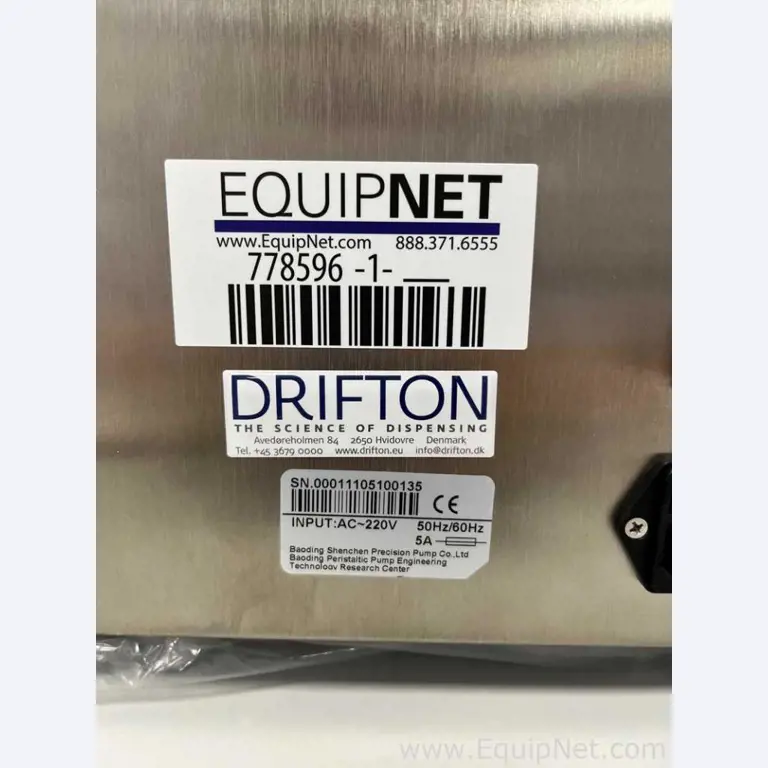 EQUIPNET
www.EquipNet.com 888.371.6555
778596 -1- ___
DRIFTON
THE SCIENCE OF DISPENSING
Avedøreholmen 84 2650 Hvidovre Denmark
Tel. +45 3679 0000 www.drifton.eu info@drifton.dk
SN.00011105100135
CE
INPUT:AC~220V 50Hz/60Hz
5A
Baoding Shenchen Precision Pump Co.,Ltd
Baoding Peristaltic Pump Engineering
Technology Research Center
www.EquipNet.com